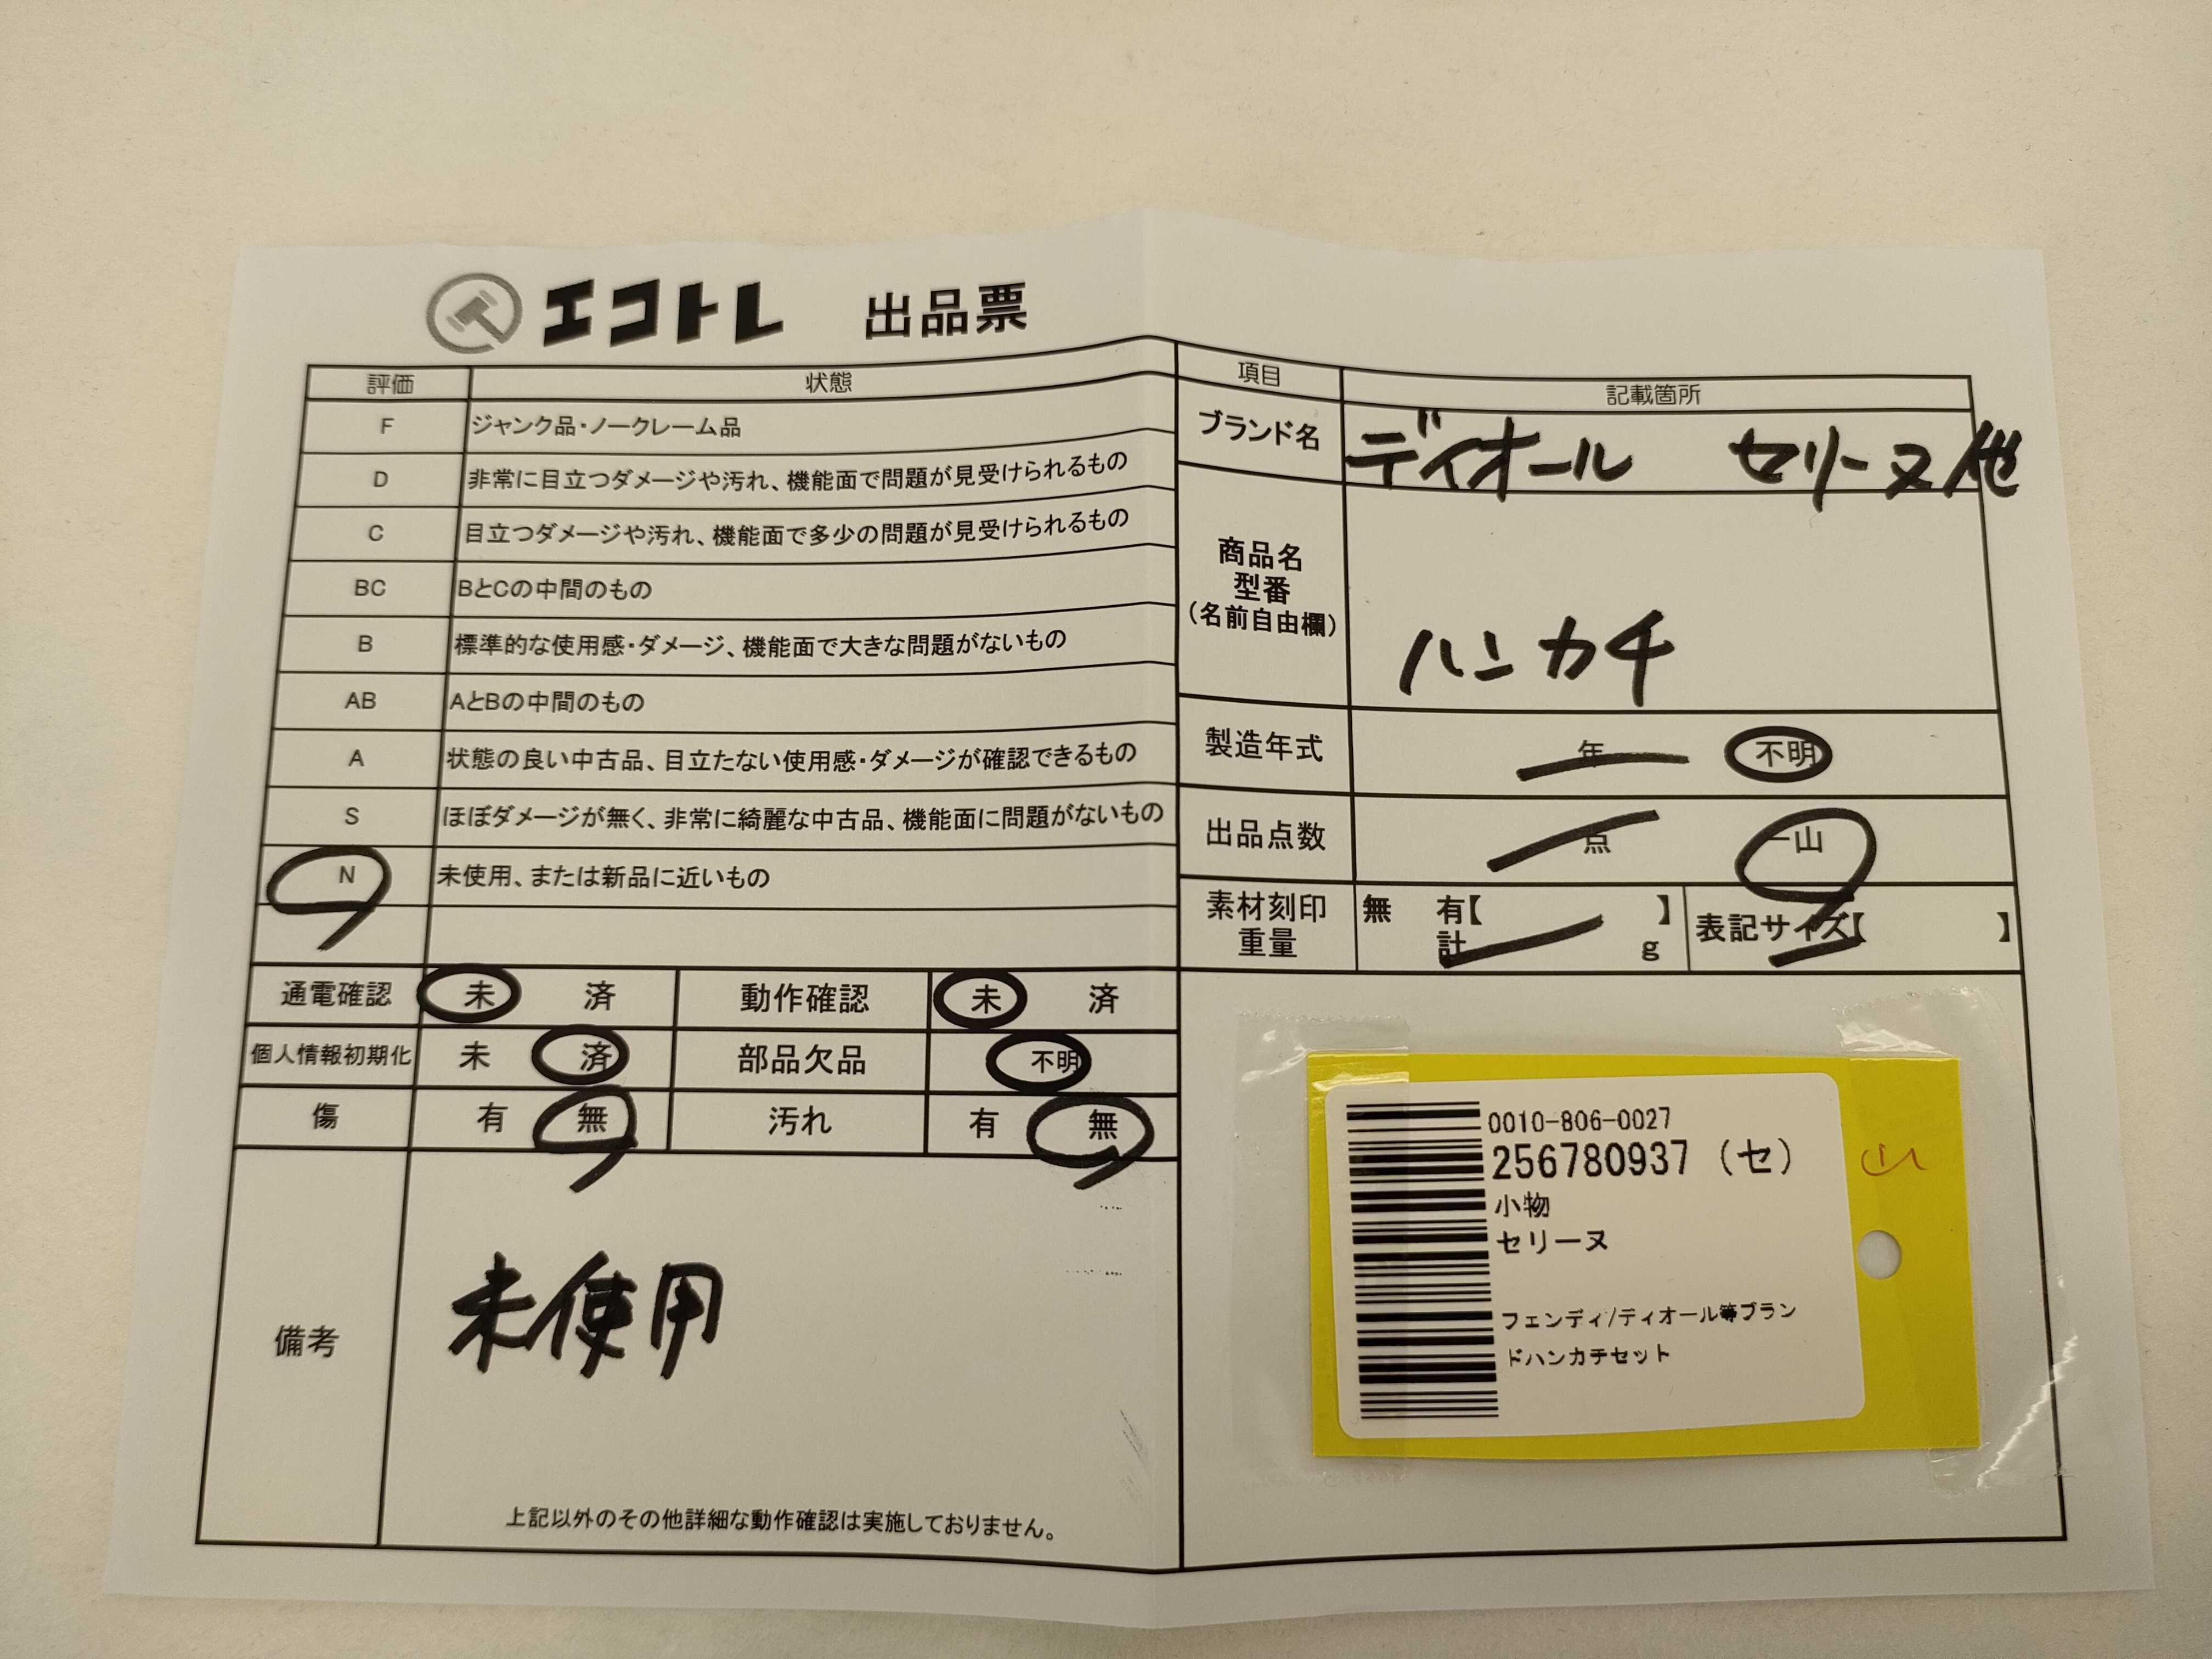 エコトレ 出品票
評価 状態
F ジャンク品・ノークレーム品
D 非常に目立つダメージや汚れ、機能面で問題が見受けられるもの
C 目立つダメージや汚れ、機能面で多少の問題が見受けられるもの
BC BとCの中間のもの
B 標準的な使用感・ダメージ、機能面で大きな問題がないもの
AB AとBの中間のもの
A 状態の良い中古品、目立たない使用感・ダメージが確認できるもの
S ほぼダメージが無く、非常に綺麗な中古品、機能面に問題がないもの
N 未使用、または新品に近いもの
通電確認 未 済 動作確認 未 済
個人情報初期化 未 済 部品欠品 不明
傷 有 無 汚れ 有 無
備考 未使用
上記以外のその他詳細な動作確認は実施しておりません。
項目 記載箇所
ブランド名 ディオール セリーヌ他
商品名
型番
(名前自由欄)
ハンカチ
製造年式 年 不明
出品点数 点 一山
素材刻印 無 有【 】 表記サイズ【 】
重量 計 g
0010-806-0027
256780937 (セ)
小物
セリーヌ
フェンディ/ディオール等ブラン
ドハンカチセット